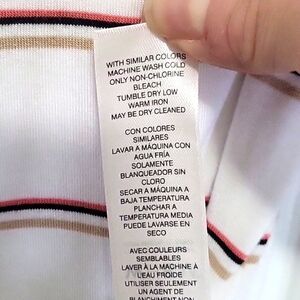 WITH SIMILAR COLORS
MACHINE WASH COLD
ONLY NON-CHLORINE
BLEACH
TUMBLE DRY LOW
WARM IRON
MAY BE DRY CLEANED
CON COLORES
SIMILARES
LAVAR A MÁQUINA CON
AGUA FRÍA
SOLAMENTE
BLANQUEADOR SIN
CLORO
SECAR A MÁQUINA A
BAJA TEMPERATURA
PLANCHAR A
TEMPERATURA MEDIA
PUEDE LAVARSE EN
SECO
AVEC COULEURS
SEMBLABLES
LAVER À LA MACHINE À
L'EAU FROIDE
UTILISER SEULEMENT
UN AGENT DE
BLANCHIMENT NON